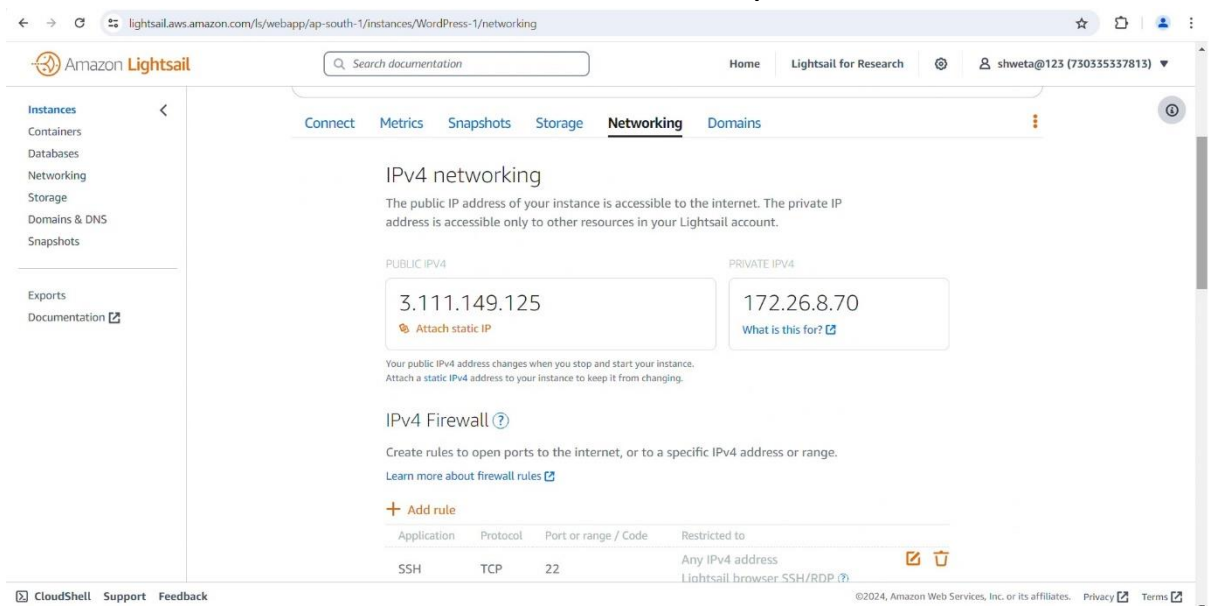 lightsail.aws.amazon.com/ls/webapp/ap-south-1/instances/WordPress-1/networking
Amazon Lightsail
Search documentation
Home
Lightsail for Research
shweta@123 (730335337813)
Instances
Containers
Databases
Networking
Storage
Domains & DNS
Snapshots
Exports
Documentation
Connect Metrics Snapshots Storage Networking Domains
IPv4 networking
The public IP address of your instance is accessible to the internet. The private IP
address is accessible only to other resources in your Lightsail account.
PUBLIC IPV4
3.111.149.125
Attach static IP
PRIVATE IPV4
172.26.8.70
What is this for?
Your public IPv4 address changes when you stop and start your instance.
Attach a static IPv4 address to your instance to keep it from changing.
IPv4 Firewall ?
Create rules to open ports to the internet, or to a specific IPv4 address or range.
Learn more about firewall rules
+ Add rule
Application Protocol Port or range / Code Restricted to
SSH TCP 22 Any IPv4 address
Lightsail browser SSH/RDP ?
CloudShell Support Feedback
©2024, Amazon Web Services, Inc. or its affiliates. Privacy Terms